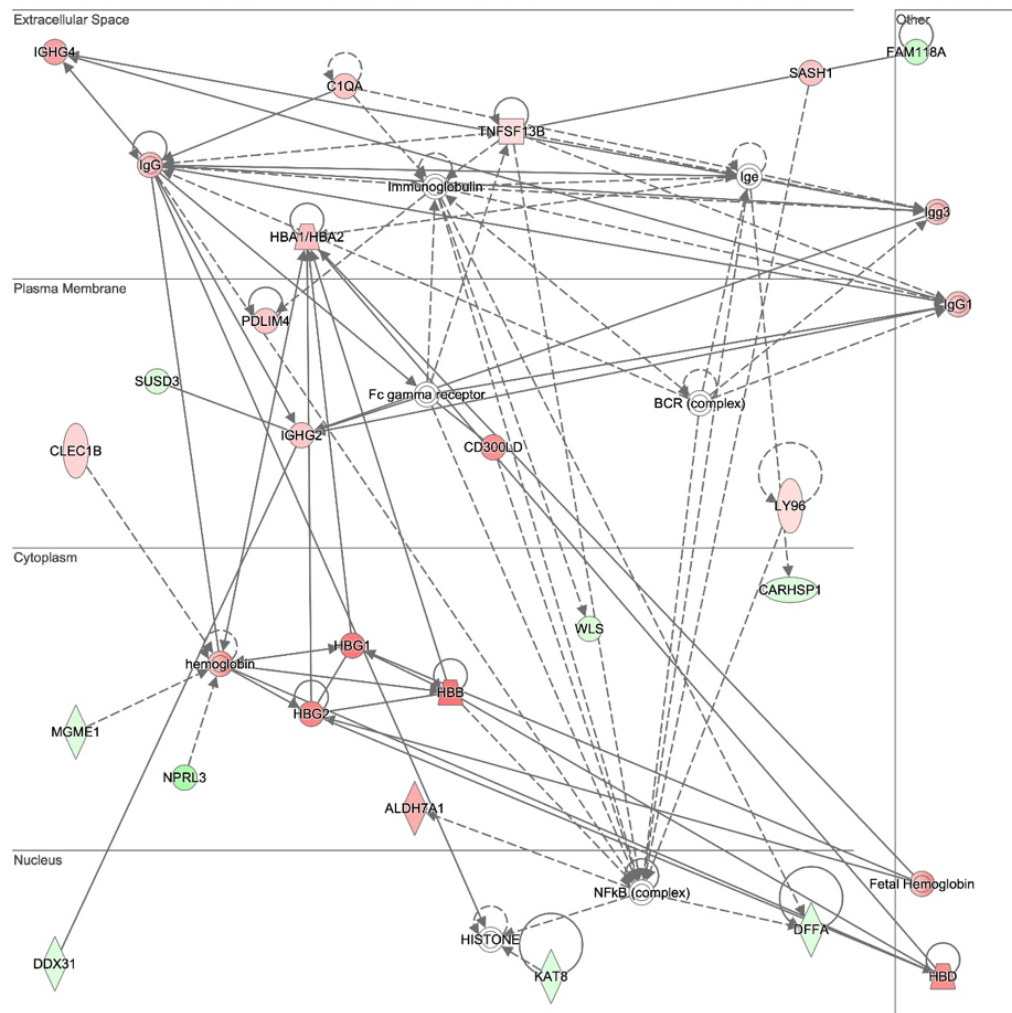 Extracellular Space
Other
IGHG4
FAM118A
C1QA
SASH1
TNFSF13B
IgG
Immunoglobulin
Ige
Igg3
HBA1/HBA2
Plasma Membrane
IgG1
PDLIM4
SUSD3
Fc gamma receptor
BCR (complex)
IGHG2
CLEC1B
CD300LD
LY96
Cytoplasm
CARHSP1
WLS
HBG1
hemoglobin
HBB
HBG2
MGME1
NPRL3
ALDH7A1
Nucleus
Fetal Hemoglobin
NFkB (complex)
DFFA
HISTONE
DDX31
KAT8
HBD